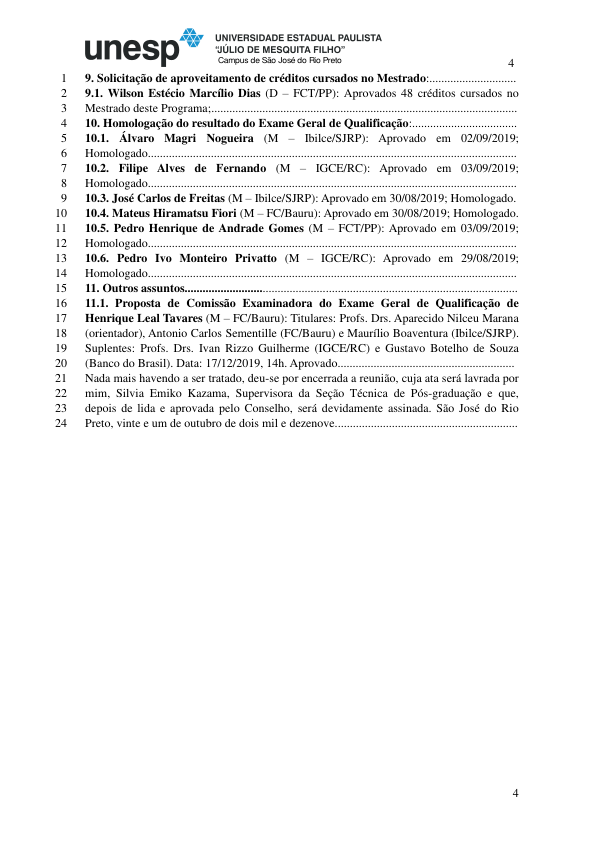 unesp
UNIVERSIDADE ESTADUAL PAULISTA
"JÚLIO DE MESQUITA FILHO"
Campus de São José do Rio Preto
4
1 9. Solicitação de aproveitamento de créditos cursados no Mestrado:.............................
2 9.1. Wilson Estécio Marcílio Dias (D – FCT/PP): Aprovados 48 créditos cursados no
3 Mestrado deste Programa;......................................................................................................
4 10. Homologação do resultado do Exame Geral de Qualificação:...................................
5 10.1. Álvaro Magri Nogueira (M – Ibilce/SJRP): Aprovado em 02/09/2019;
6 Homologado...........................................................................................................................
7 10.2. Filipe Alves de Fernando (M – IGCE/RC): Aprovado em 03/09/2019;
8 Homologado...........................................................................................................................
9 10.3. José Carlos de Freitas (M – Ibilce/SJRP): Aprovado em 30/08/2019; Homologado.
10 10.4. Mateus Hiramatsu Fiori (M – FC/Bauru): Aprovado em 30/08/2019; Homologado.
11 10.5. Pedro Henrique de Andrade Gomes (M – FCT/PP): Aprovado em 03/09/2019;
12 Homologado...........................................................................................................................
13 10.6. Pedro Ivo Monteiro Privatto (M – IGCE/RC): Aprovado em 29/08/2019;
14 Homologado...........................................................................................................................
15 11. Outros assuntos...............................................................................................................
16 11.1. Proposta de Comissão Examinadora do Exame Geral de Qualificação de
17 Henrique Leal Tavares (M – FC/Bauru): Titulares: Profs. Drs. Aparecido Nilceu Marana
18 (orientador), Antonio Carlos Sementille (FC/Bauru) e Maurílio Boaventura (Ibilce/SJRP).
19 Suplentes: Profs. Drs. Ivan Rizzo Guilherme (IGCE/RC) e Gustavo Botelho de Souza
20 (Banco do Brasil). Data: 17/12/2019, 14h. Aprovado...........................................................
21 Nada mais havendo a ser tratado, deu-se por encerrada a reunião, cuja ata será lavrada por
22 mim, Silvia Emiko Kazama, Supervisora da Seção Técnica de Pós-graduação e que,
23 depois de lida e aprovada pelo Conselho, será devidamente assinada. São José do Rio
24 Preto, vinte e um de outubro de dois mil e dezenove.............................................................
4